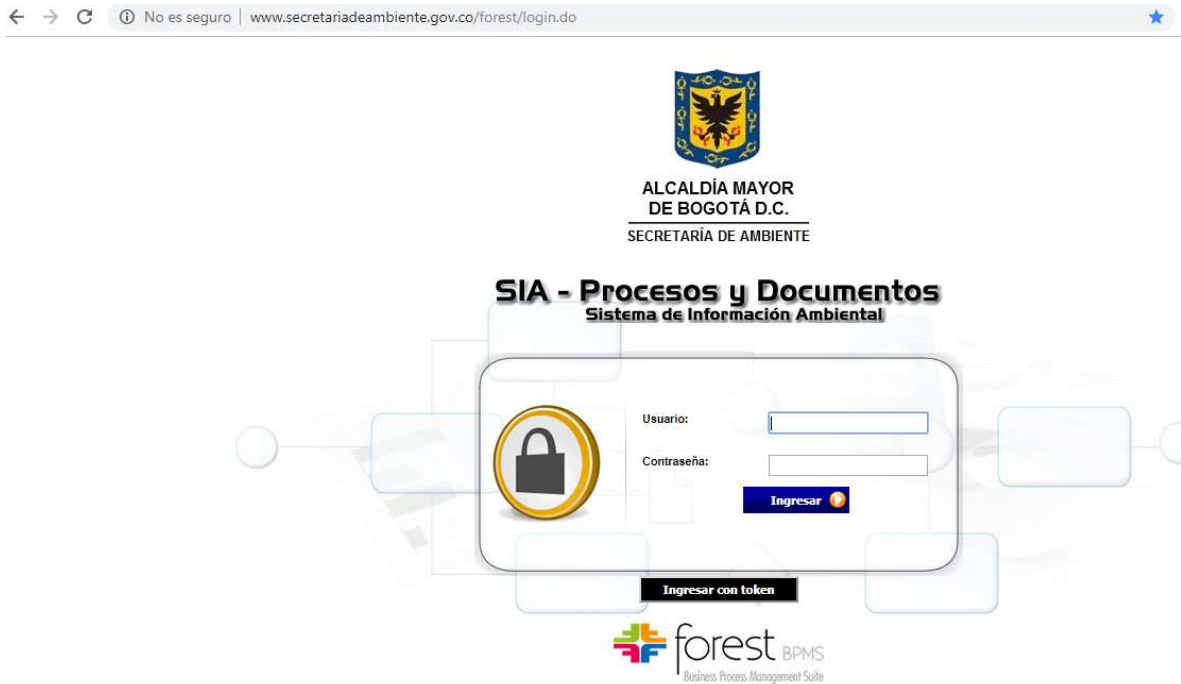 No es seguro | www.secretariadeambiente.gov.co/forest/login.do
ALCALDÍA MAYOR
DE BOGOTÁ D.C.
SECRETARÍA DE AMBIENTE
SIA - Procesos y Documentos
Sistema de Información Ambiental
Usuario:
Contraseña:
Ingresar
Ingresar con token
forest BPMS
Business Process Management Suite